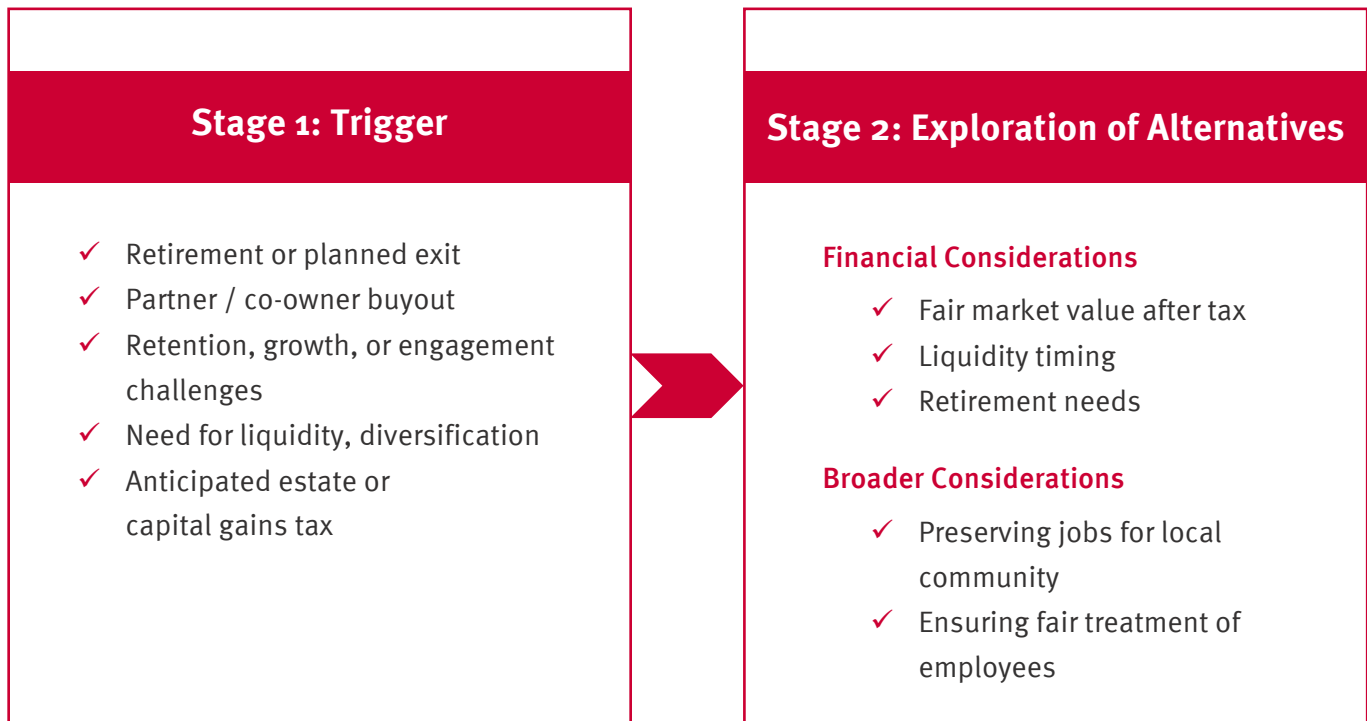 Stage 1: Trigger
✓ Retirement or planned exit
✓ Partner / co-owner buyout
✓ Retention, growth, or engagement
challenges
✓ Need for liquidity, diversification
✓ Anticipated estate or
capital gains tax
Stage 2: Exploration of Alternatives
Financial Considerations
✓ Fair market value after tax
✓ Liquidity timing
✓ Retirement needs
Broader Considerations
✓ Preserving jobs for local
community
✓ Ensuring fair treatment of
employees